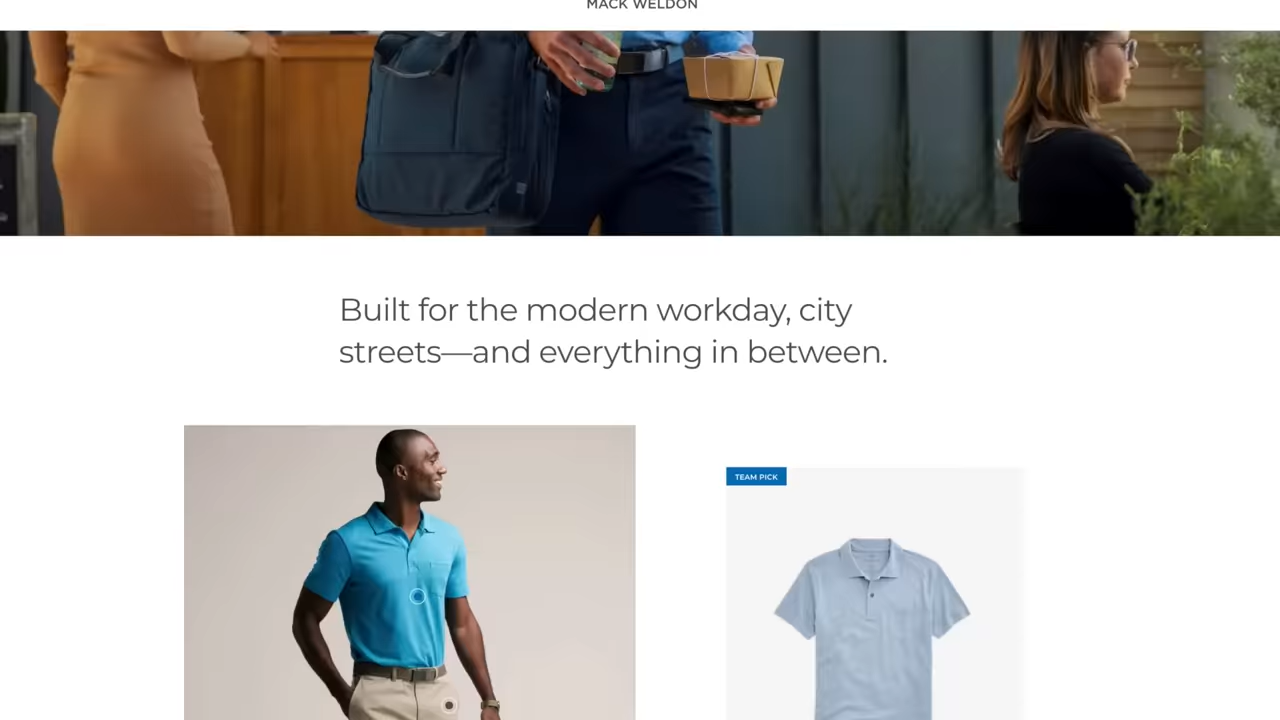 MACK WELDON
Built for the modern workday, city
streets—and everything in between.
TEAM PICK